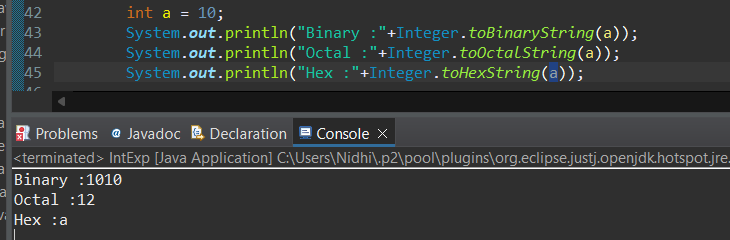 42 int a = 10;
43 System.out.println("Binary :"+Integer.toBinaryString(a));
44 System.out.println("Octal :"+Integer.toOctalString(a));
45 System.out.println("Hex :"+Integer.toHexString(a));
Problems @ Javadoc Declaration Console
<terminated> IntExp [Java Application] C:\Users\Nidhi\.p2\pool\plugins\org.eclipse.justj.openjdk.hotspot.jre.
Binary :1010
Octal :12
Hex :a